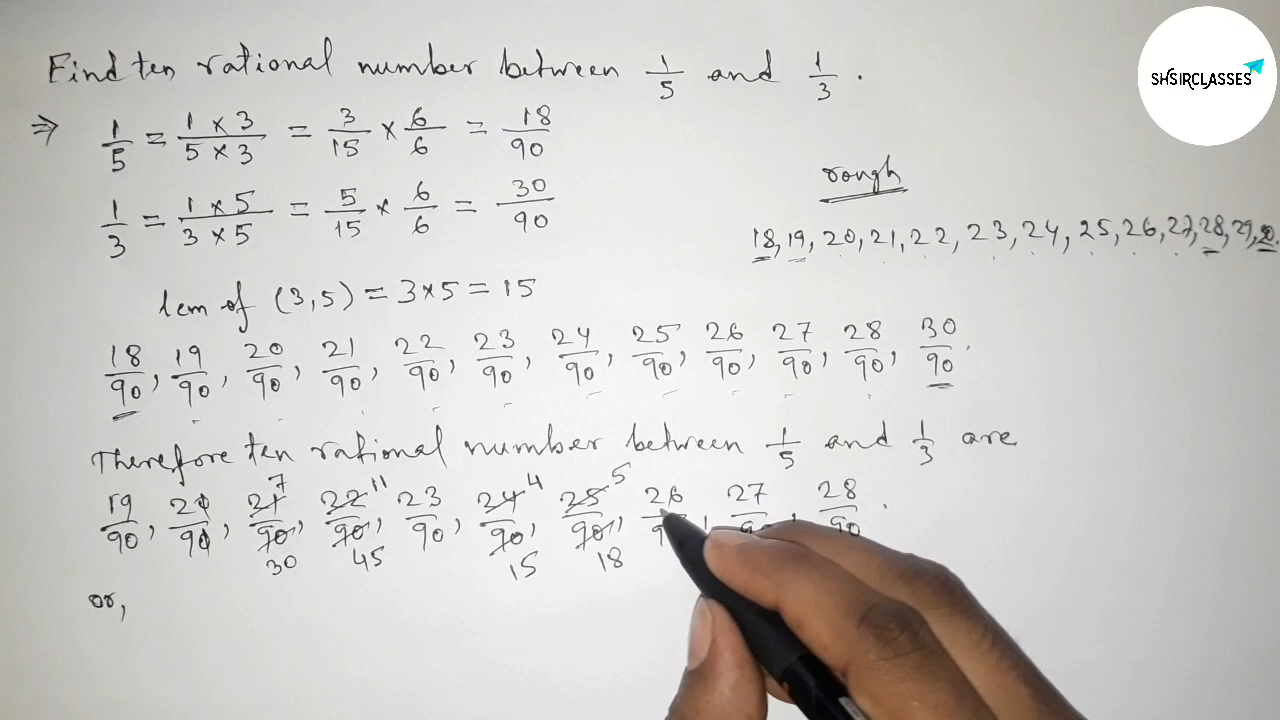 SHSIRCLASSES
Find ten rational number between 1/5 and 1/3 .
⇒ 1/5 = 1 × 3 / 5 × 3 = 3/15 × 6/6 = 18/90
1/3 = 1 × 5 / 3 × 5 = 5/15 × 6/6 = 30/90
rough
18, 19, 20, 21, 22, 23, 24, 25, 26, 27, 28, 29, 30.
lcm of (3,5) = 3×5 = 15
18/90, 19/90, 20/90, 21/90, 22/90, 23/90, 24/90, 25/90, 26/90, 27/90, 28/90, 30/90.
Therefore ten rational number between 1/5 and 1/3 are
7 11 4 5
19/90, 20/90, 21/90, 22/90, 23/90, 24/90, 25/90, 26/9, 27/90, 28/90.
30 45 15 18
or,